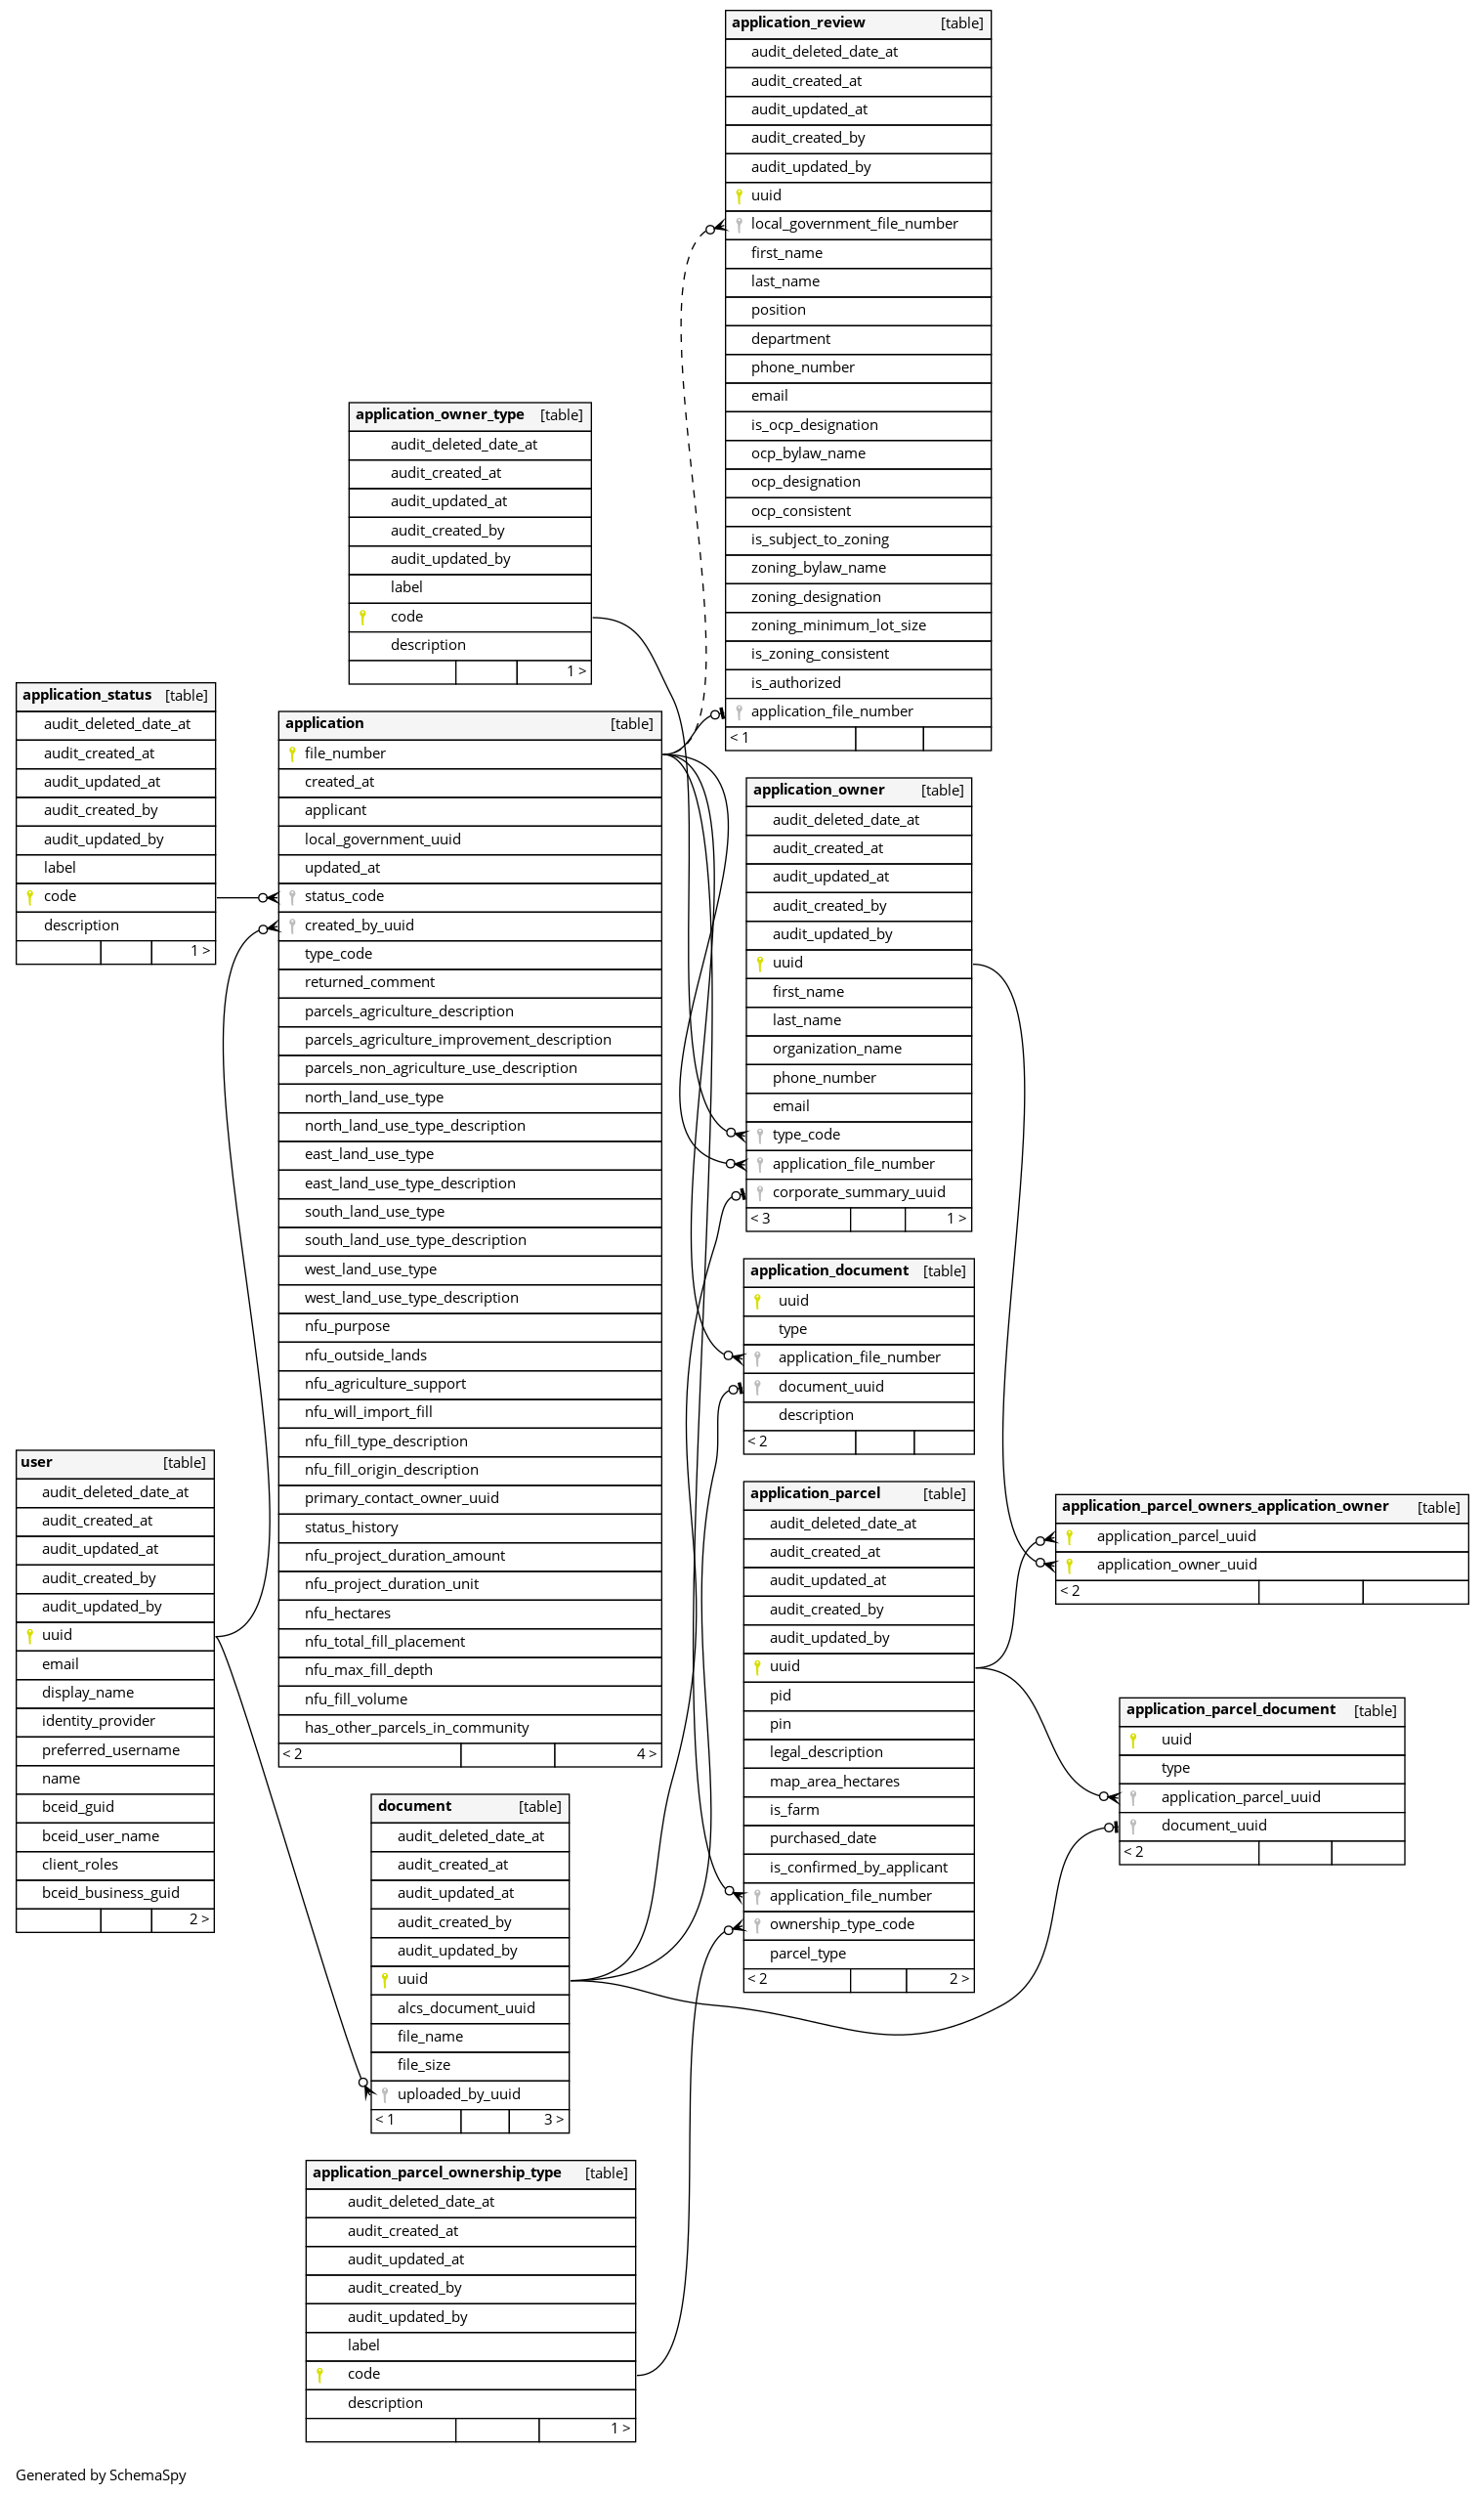 application_review [table]
audit_deleted_date_at
audit_created_at
audit_updated_at
audit_created_by
audit_updated_by
uuid
local_government_file_number
first_name
last_name
position
department
phone_number
email
is_ocp_designation
ocp_bylaw_name
ocp_designation
ocp_consistent
is_subject_to_zoning
zoning_bylaw_name
zoning_designation
zoning_minimum_lot_size
is_zoning_consistent
is_authorized
application_file_number
< 1
application_owner_type [table]
audit_deleted_date_at
audit_created_at
audit_updated_at
audit_created_by
audit_updated_by
label
code
description
1 >
application_status [table]
audit_deleted_date_at
audit_created_at
audit_updated_at
audit_created_by
audit_updated_by
label
code
description
1 >
application [table]
file_number
created_at
applicant
local_government_uuid
updated_at
status_code
created_by_uuid
type_code
returned_comment
parcels_agriculture_description
parcels_agriculture_improvement_description
parcels_non_agriculture_use_description
north_land_use_type
north_land_use_type_description
east_land_use_type
east_land_use_type_description
south_land_use_type
south_land_use_type_description
west_land_use_type
west_land_use_type_description
nfu_purpose
nfu_outside_lands
nfu_agriculture_support
nfu_will_import_fill
nfu_fill_type_description
nfu_fill_origin_description
primary_contact_owner_uuid
status_history
nfu_project_duration_amount
nfu_project_duration_unit
nfu_hectares
nfu_total_fill_placement
nfu_max_fill_depth
nfu_fill_volume
has_other_parcels_in_community
< 2 4 >
application_owner [table]
audit_deleted_date_at
audit_created_at
audit_updated_at
audit_created_by
audit_updated_by
uuid
first_name
last_name
organization_name
phone_number
email
type_code
application_file_number
corporate_summary_uuid
< 3 1 >
application_document [table]
uuid
type
application_file_number
document_uuid
description
< 2
user [table]
audit_deleted_date_at
audit_created_at
audit_updated_at
audit_created_by
audit_updated_by
uuid
email
display_name
identity_provider
preferred_username
name
bceid_guid
bceid_user_name
client_roles
bceid_business_guid
2 >
application_parcel [table]
audit_deleted_date_at
audit_created_at
audit_updated_at
audit_created_by
audit_updated_by
uuid
pid
pin
legal_description
map_area_hectares
is_farm
purchased_date
is_confirmed_by_applicant
application_file_number
ownership_type_code
parcel_type
< 2 2 >
application_parcel_owners_application_owner [table]
application_parcel_uuid
application_owner_uuid
< 2
application_parcel_document [table]
uuid
type
application_parcel_uuid
document_uuid
< 2
document [table]
audit_deleted_date_at
audit_created_at
audit_updated_at
audit_created_by
audit_updated_by
uuid
alcs_document_uuid
file_name
file_size
uploaded_by_uuid
< 1 3 >
application_parcel_ownership_type [table]
audit_deleted_date_at
audit_created_at
audit_updated_at
audit_created_by
audit_updated_by
label
code
description
1 >
Generated by SchemaSpy